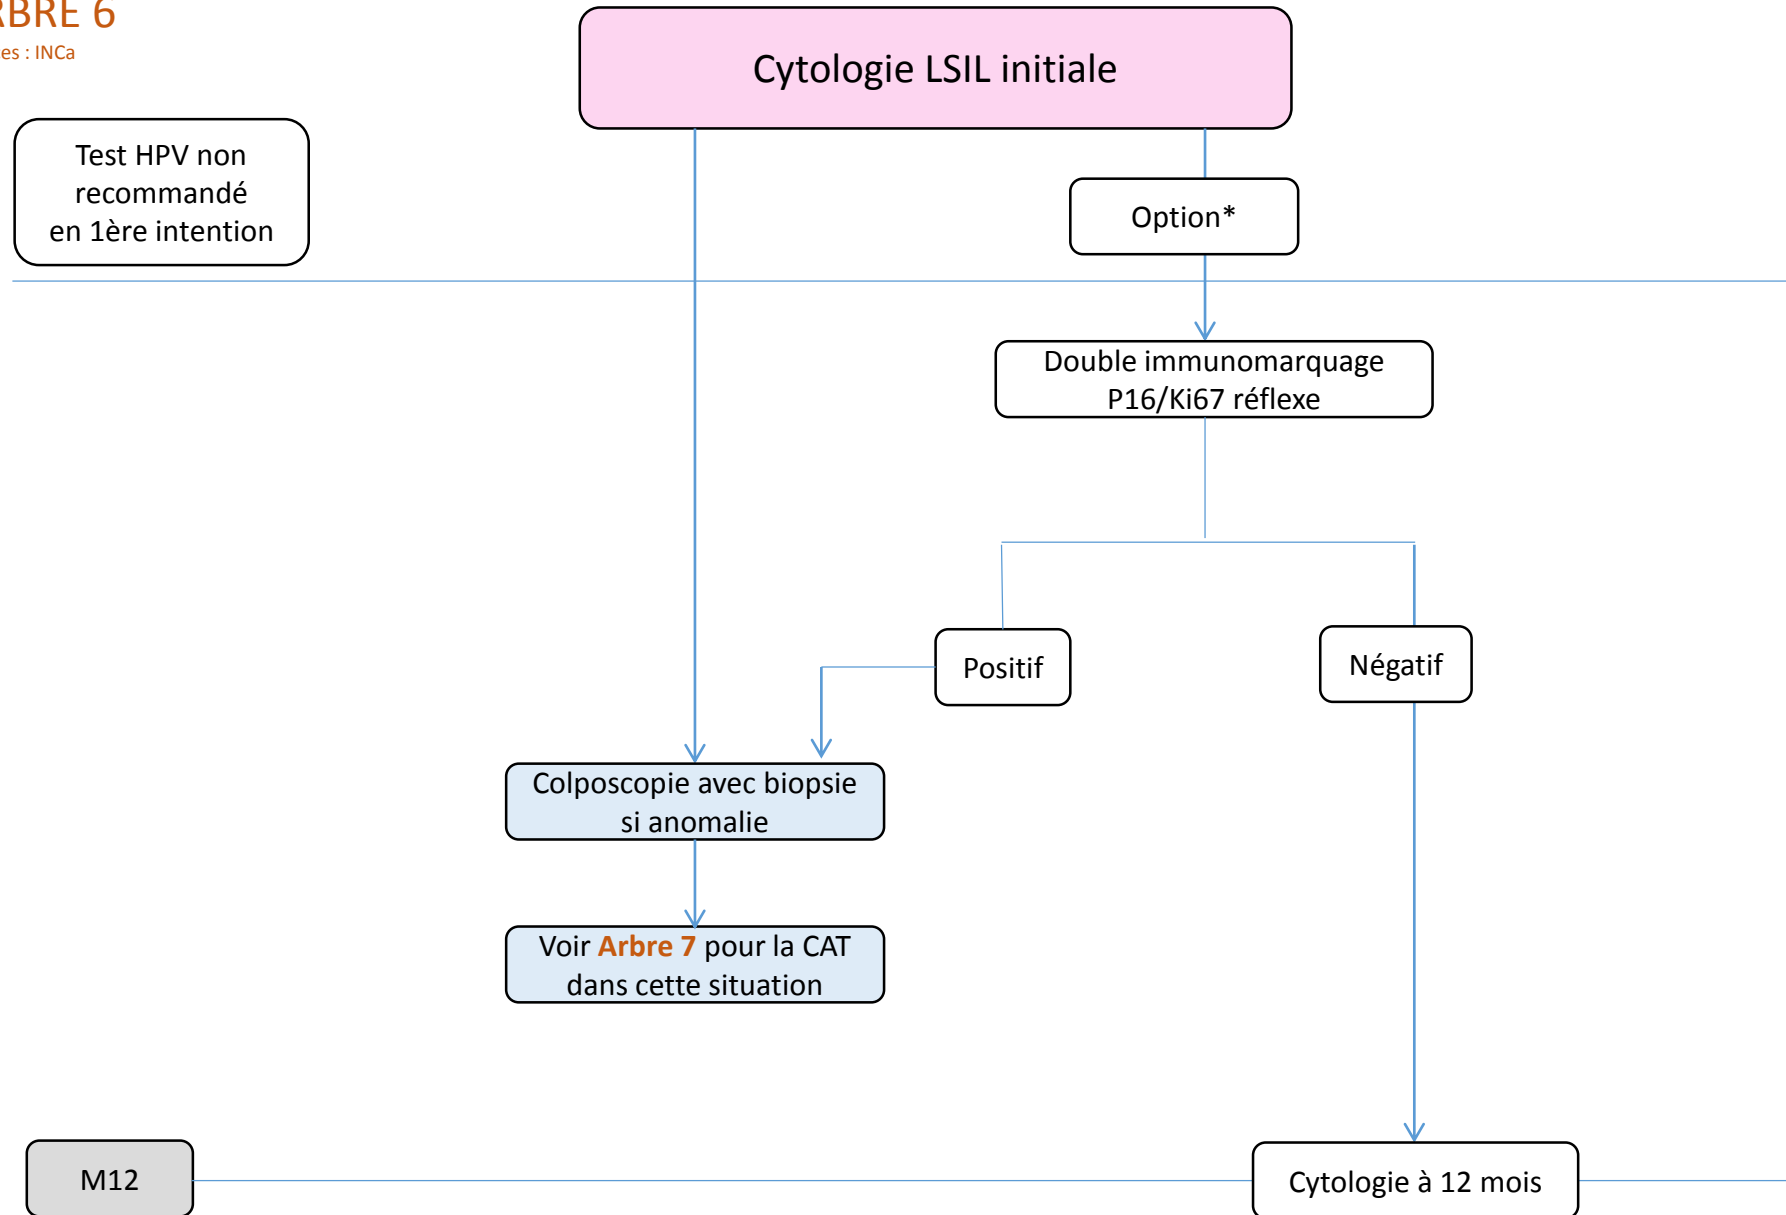 RBRE 6
es : INCa
Cytologie LSIL initiale
Test HPV non
recommandé
en 1ère intention
Option*
Double immunomarquage
P16/Ki67 réflexe
Positif
Négatif
Colposcopie avec biopsie
si anomalie
Voir Arbre 7 pour la CAT
dans cette situation
M12
Cytologie à 12 mois